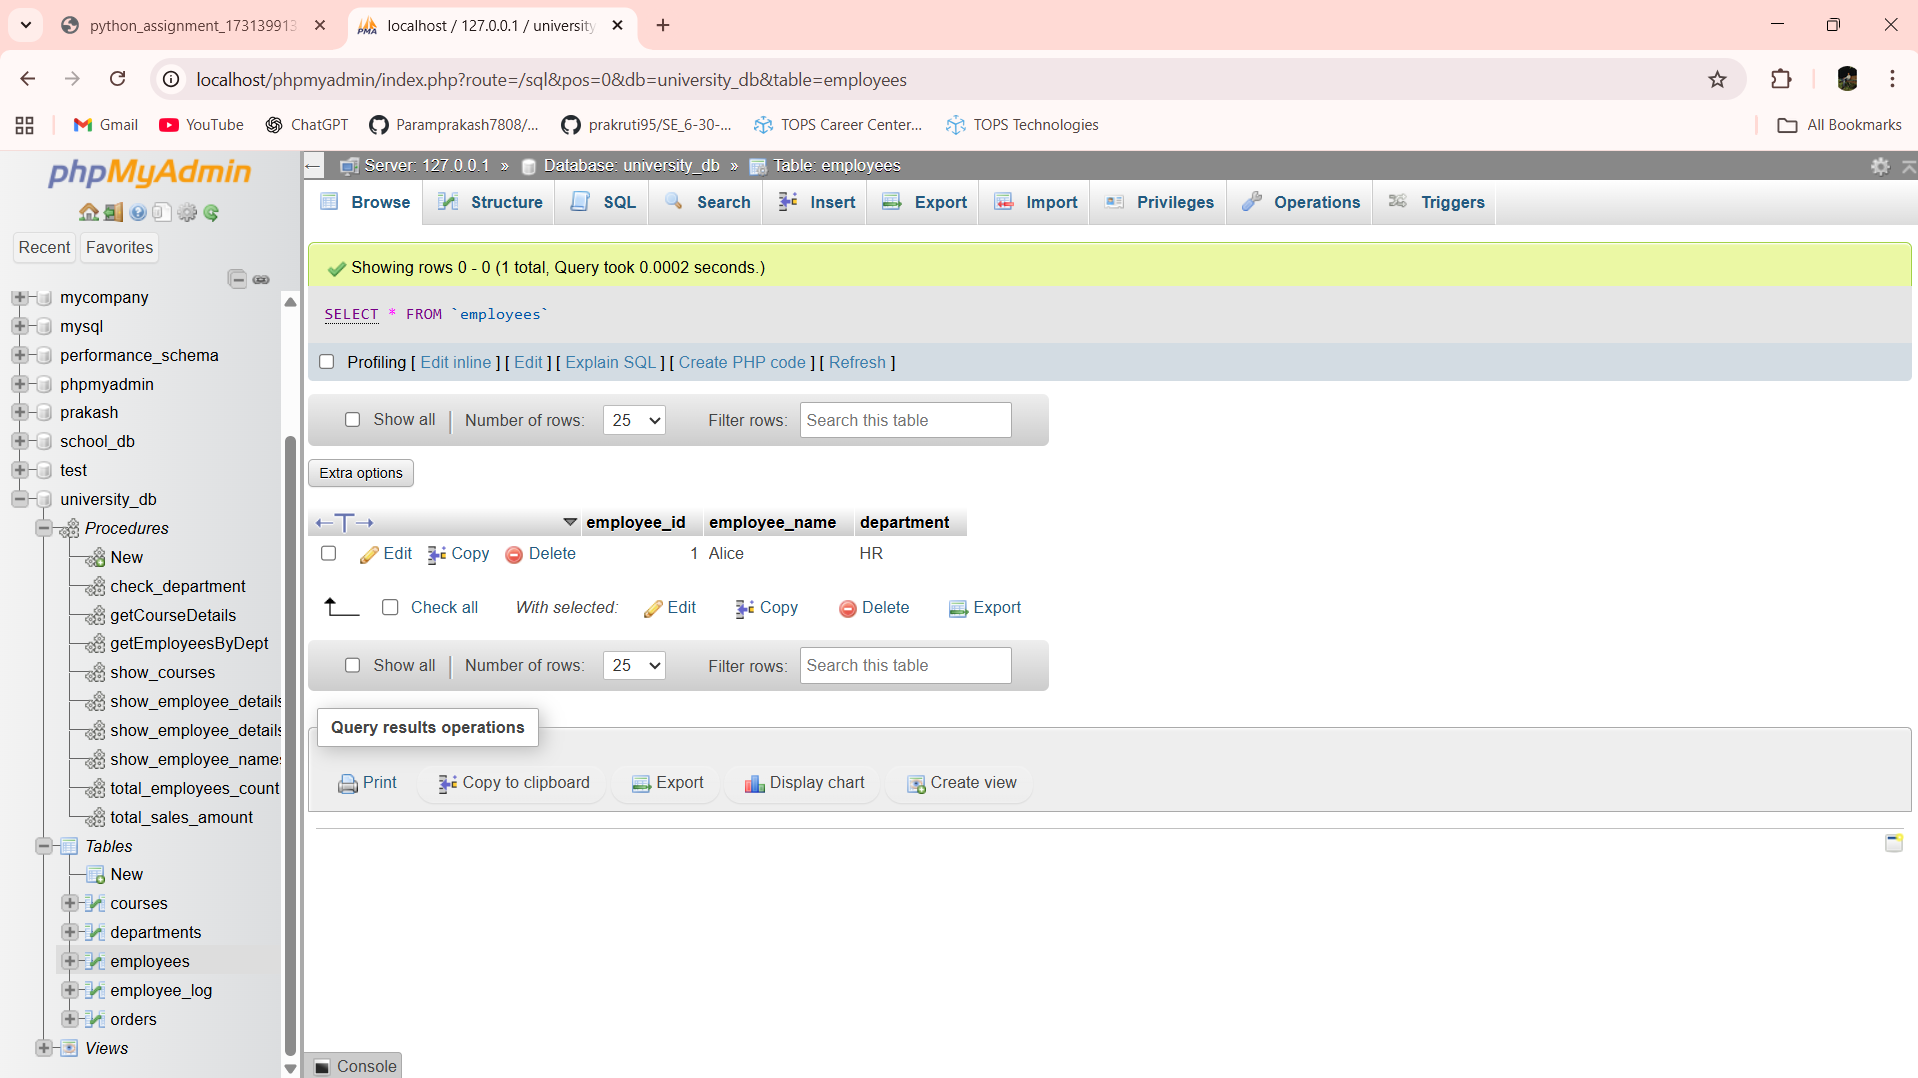 python_assignment_173139913
localhost / 127.0.0.1 / university
localhost/phpmyadmin/index.php?route=/sql&pos=0&db=university_db&table=employees
Gmail
YouTube
ChatGPT
Paramprakash7808/...
prakruti95/SE_6-30-...
TOPS Career Center...
TOPS Technologies
All Bookmarks
phpMyAdmin
Recent
Favorites
mycompany
mysql
performance_schema
phpmyadmin
prakash
school_db
test
university_db
Procedures
New
check_department
getCourseDetails
getEmployeesByDept
show_courses
show_employee_details
show_employee_details
show_employee_names
total_employees_count
total_sales_amount
Tables
New
courses
departments
employees
employee_log
orders
Views
Server: 127.0.0.1 » Database: university_db » Table: employees
Browse
Structure
SQL
Search
Insert
Export
Import
Privileges
Operations
Triggers
Showing rows 0 - 0 (1 total, Query took 0.0002 seconds.)
SELECT * FROM `employees`
Profiling [ Edit inline ] [ Edit ] [ Explain SQL ] [ Create PHP code ] [ Refresh ]
Show all | Number of rows: 25 Filter rows: Search this table
Extra options
employee_id employee_name department
Edit Copy Delete 1 Alice HR
Check all With selected: Edit Copy Delete Export
Show all | Number of rows: 25 Filter rows: Search this table
Query results operations
Print Copy to clipboard Export Display chart Create view
Console